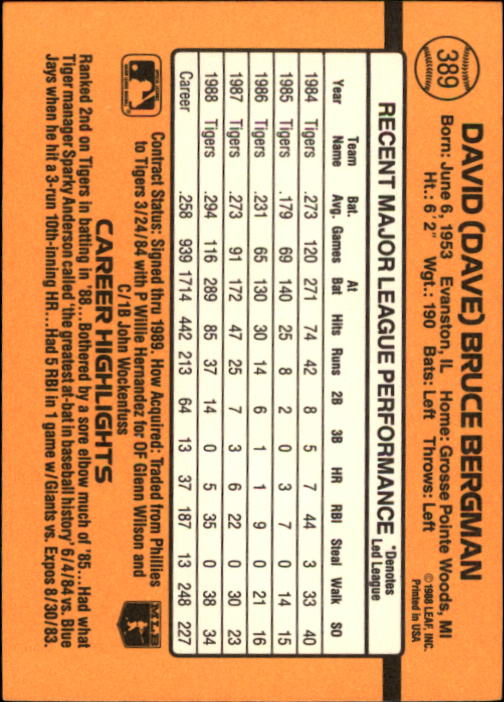 389
DAVID (DAVE) BRUCE BERGMAN
Born: June 6, 1953 Evanston, IL Home: Grosse Pointe Woods, MI
Ht.: 6' 2" Wgt.: 190 Bats: Left Throws: Left
© 1988 LEAF, INC.
Printed in USA
RECENT MAJOR LEAGUE PERFORMANCE *Denotes Led League
Year Team Name Bat. Avg. Games At Bat Hits Runs 2B 3B HR RBI Steal Walk SO
1984 Tigers .273 120 271 74 42 8 5 7 44 3 33 40
1985 Tigers .179 69 140 25 8 2 0 3 7 0 14 15
1986 Tigers .231 65 130 30 14 6 1 1 9 0 21 16
1987 Tigers .273 91 172 47 25 7 3 6 22 0 30 23
1988 Tigers .294 116 289 85 37 14 0 5 35 0 38 34
Career .258 939 1714 442 213 64 13 37 187 13 248 227
Contract Status: Signed thru 1989. How Acquired: Traded from Phillies
to Tigers 3/24/84 with P Willie Hernandez for OF Glenn Wilson and
C/1B John Wockenfuss
MLB
CAREER HIGHLIGHTS
Ranked 2nd on Tigers in batting in '88...Bothered by a sore elbow much of '85...Had what
Tiger manager Sparky Anderson called 'the greatest at-bat in baseball history' 6/4/84 vs. Blue
Jays when he hit a 3-run 10th-inning HR...Had 5 RBI in 1 game w/Giants vs. Expos 8/30/83.